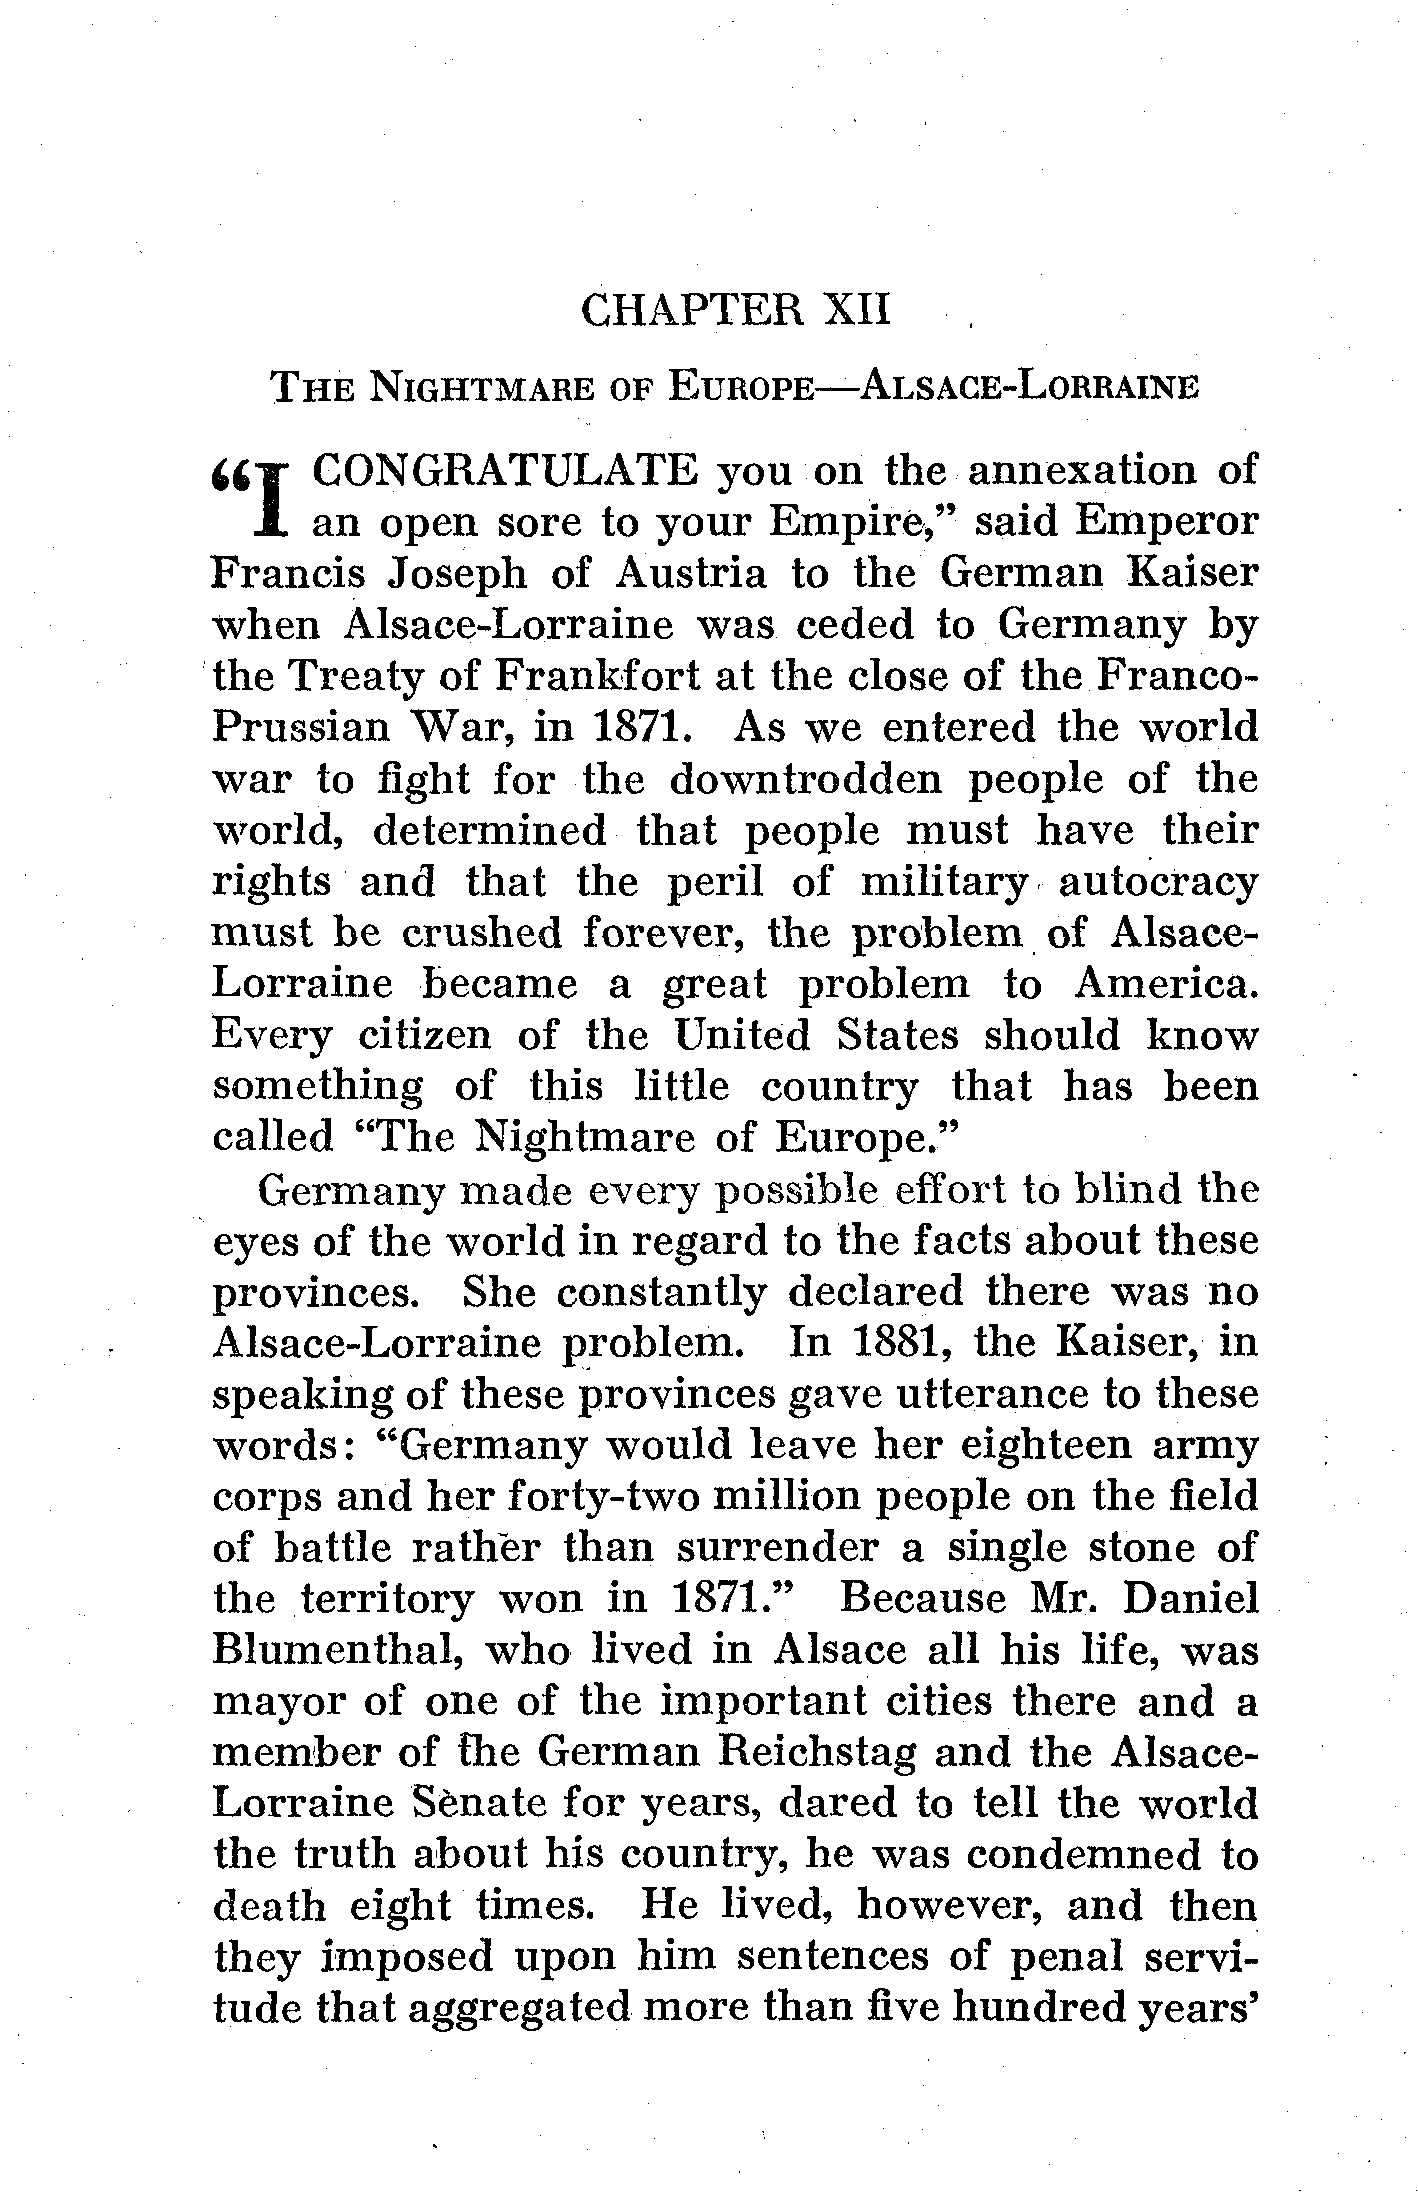 CHAPTER XII
The Nightmare of Europe—Alsace-Lorraine
“I CONGRATULATE you on the annexation of
an open sore to your Empire,” said Emperor
Francis Joseph of Austria to the German Kaiser
when Alsace-Lorraine was ceded to Germany by
the Treaty of Frankfort at the close of the Franco-
Prussian War, in 1871. As we entered the world
war to fight for the downtrodden people of the
world, determined that people must have their
rights and that the peril of military autocracy
must be crushed forever, the problem of Alsace-
Lorraine became a great problem to America.
Every citizen of the United States should know
something of this little country that has been
called “The Nightmare of Europe.”
Germany made every possible effort to blind the
eyes of the world in regard to the facts about these
provinces. She constantly declared there was no
Alsace-Lorraine problem. In 1881, the Kaiser, in
speaking of these provinces gave utterance to these
words: “Germany would leave her eighteen army
corps and her forty-two million people on the field
of battle rather than surrender a single stone of
the territory won in 1871.” Because Mr. Daniel
Blumenthal, who lived in Alsace all his life, was
mayor of one of the important cities there and a
member of the German Reichstag and the Alsace-
Lorraine Senate for years, dared to tell the world
the truth about his country, he was condemned to
death eight times. He lived, however, and then
they imposed upon him sentences of penal servi-
tude that aggregated more than five hundred years’